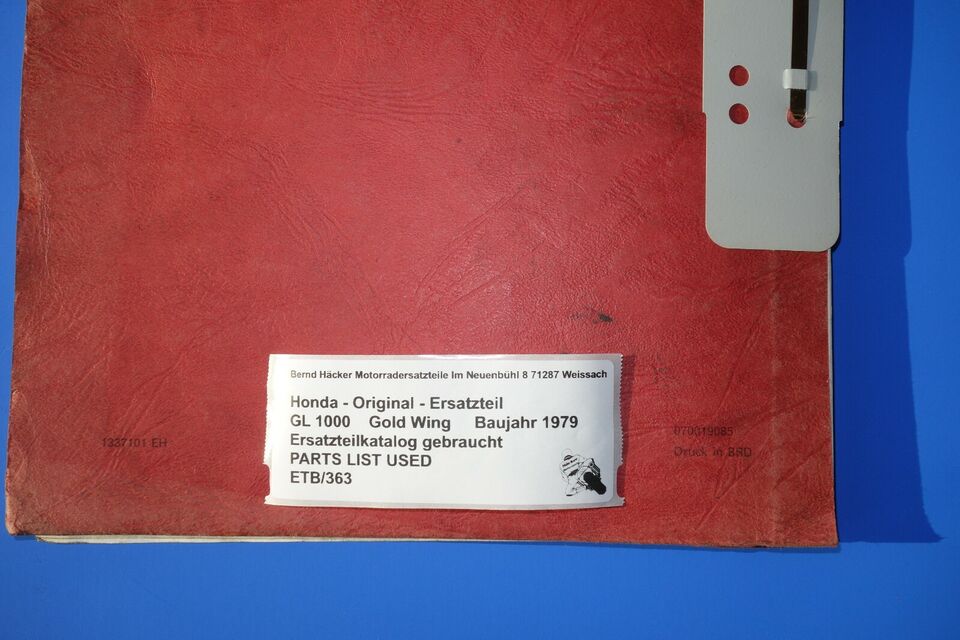 Bernd Häcker Motorradersatzteile Im Neuenbühl 8 71287 Weissach
Honda - Original - Ersatzteil
GL 1000 Gold Wing Baujahr 1979
Ersatzteilkatalog gebraucht
PARTS LIST USED
ETB/363
1337101 EH
070019085
Druck in BRD